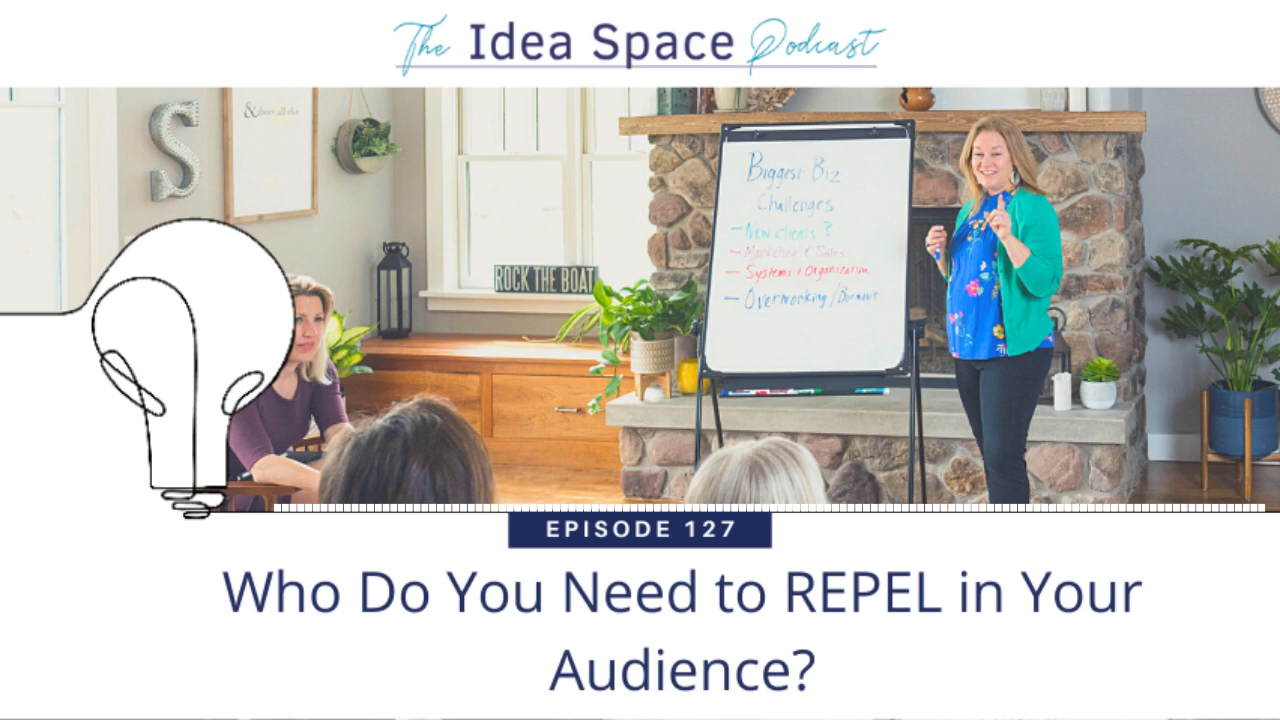 The Idea Space Podcast
S
&
ROCK THE BOAT
Biggest Biz
Challenges
- New clients ?
- Marketing & Sales
- Systems + Organization
- Overworking / Burnout
EPISODE 127
Who Do You Need to REPEL in Your
Audience?